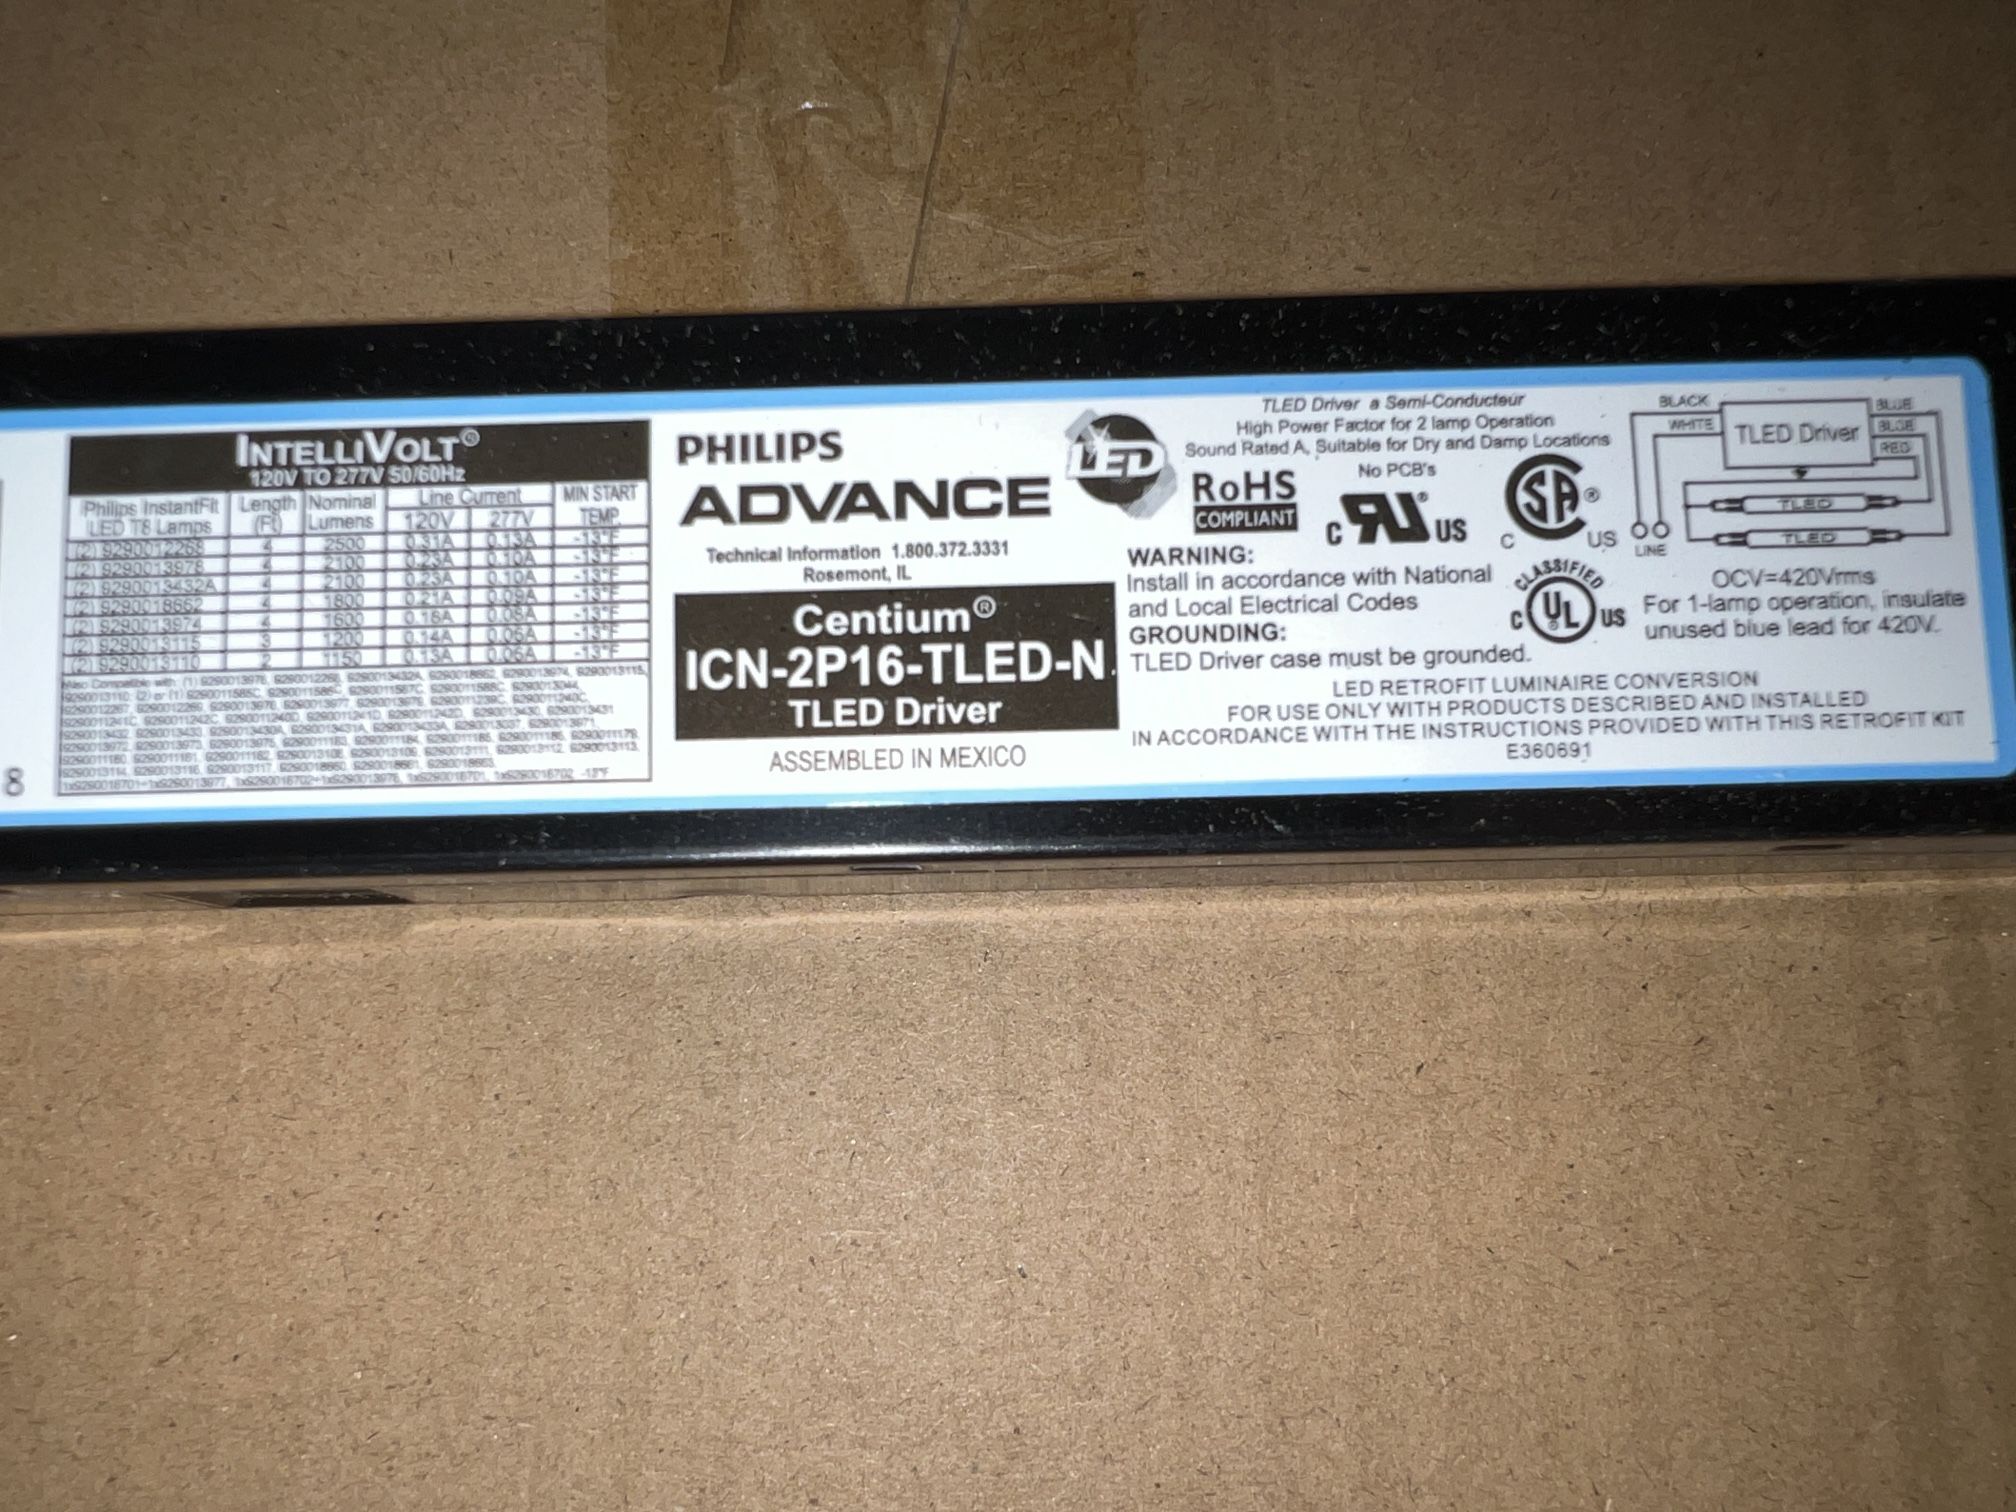 8
INTELLIVOLT®
120V TO 277V 50/60Hz
Philips InstantFit LED T8 Lamps Length (Ft) Nominal Lumens Line Current 120V 277V MIN START TEMP.
(2) 9290012268 4 2500 0.31A 0.13A -13°F
(2) 9290013978 4 2100 0.23A 0.10A -13°F
(2) 9290013432A 4 2100 0.23A 0.10A -13°F
(2) 9290018662 4 1800 0.21A 0.09A -13°F
(2) 9290013974 4 1600 0.18A -13°F
(2) 9290013115 3 1200 0.14A -13°F
(2) 9290013110 2 1150 0.13A 0.06A -13°F
Also Compatible with:
PHILIPS
ADVANCE
Technical Information 1.800.372.3331
Rosemont, IL
Centium®
ICN-2P16-TLED-N
TLED Driver
ASSEMBLED IN MEXICO
LED
TLED Driver a Semi-Conducteur
High Power Factor for 2 lamp Operation
Sound Rated A, Suitable for Dry and Damp Locations
No PCB's
RoHS
COMPLIANT
C RU® US
C SA® US
WARNING:
Install in accordance with National
and Local Electrical Codes
GROUNDING:
TLED Driver case must be grounded.
CLASSIFIED
C UL US
LED RETROFIT LUMINAIRE CONVERSION
FOR USE ONLY WITH PRODUCTS DESCRIBED AND INSTALLED
IN ACCORDANCE WITH THE INSTRUCTIONS PROVIDED WITH THIS RETROFIT KIT
E360691
BLACK
WHITE
TLED Driver
BLUE
BLUE
RED
TLED
TLED
LINE
OCV=420Vrms
For 1-lamp operation, insulate
unused blue lead for 420V.